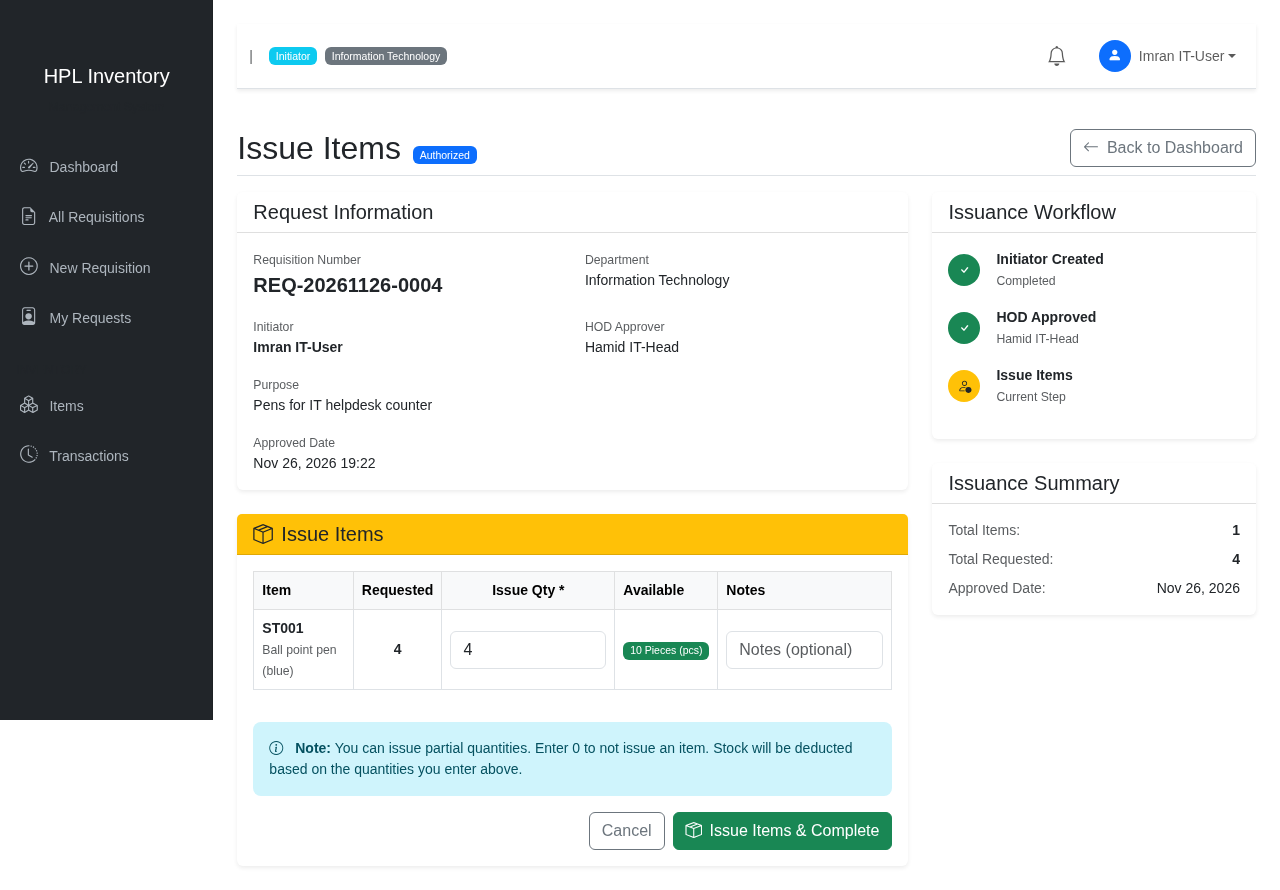 HPL Inventory
Dashboard
All Requisitions
New Requisition
My Requests
Items
Transactions
| Initiator Information Technology
Imran IT-User
Issue Items Authorized
Back to Dashboard
Request Information
Requisition Number
REQ-20261126-0004
Department
Information Technology
Initiator
Imran IT-User
HOD Approver
Hamid IT-Head
Purpose
Pens for IT helpdesk counter
Approved Date
Nov 26, 2026 19:22
Issue Items
Item Requested Issue Qty * Available Notes
ST001
Ball point pen
(blue)
4
4
10 Pieces (pcs)
Notes (optional)
Note: You can issue partial quantities. Enter 0 to not issue an item. Stock will be deducted
based on the quantities you enter above.
Cancel
Issue Items & Complete
Issuance Workflow
Initiator Created
Completed
HOD Approved
Hamid IT-Head
Issue Items
Current Step
Issuance Summary
Total Items: 1
Total Requested: 4
Approved Date: Nov 26, 2026